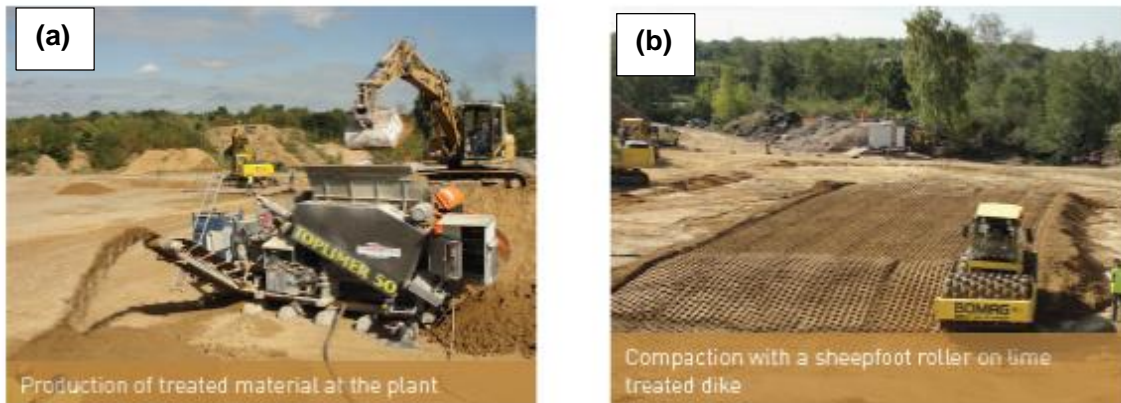 (a)
TOPLIMER 50
Production of treated material at the plant
(b)
BOMAG
Compaction with a sheepfoot roller on lime
treated dike